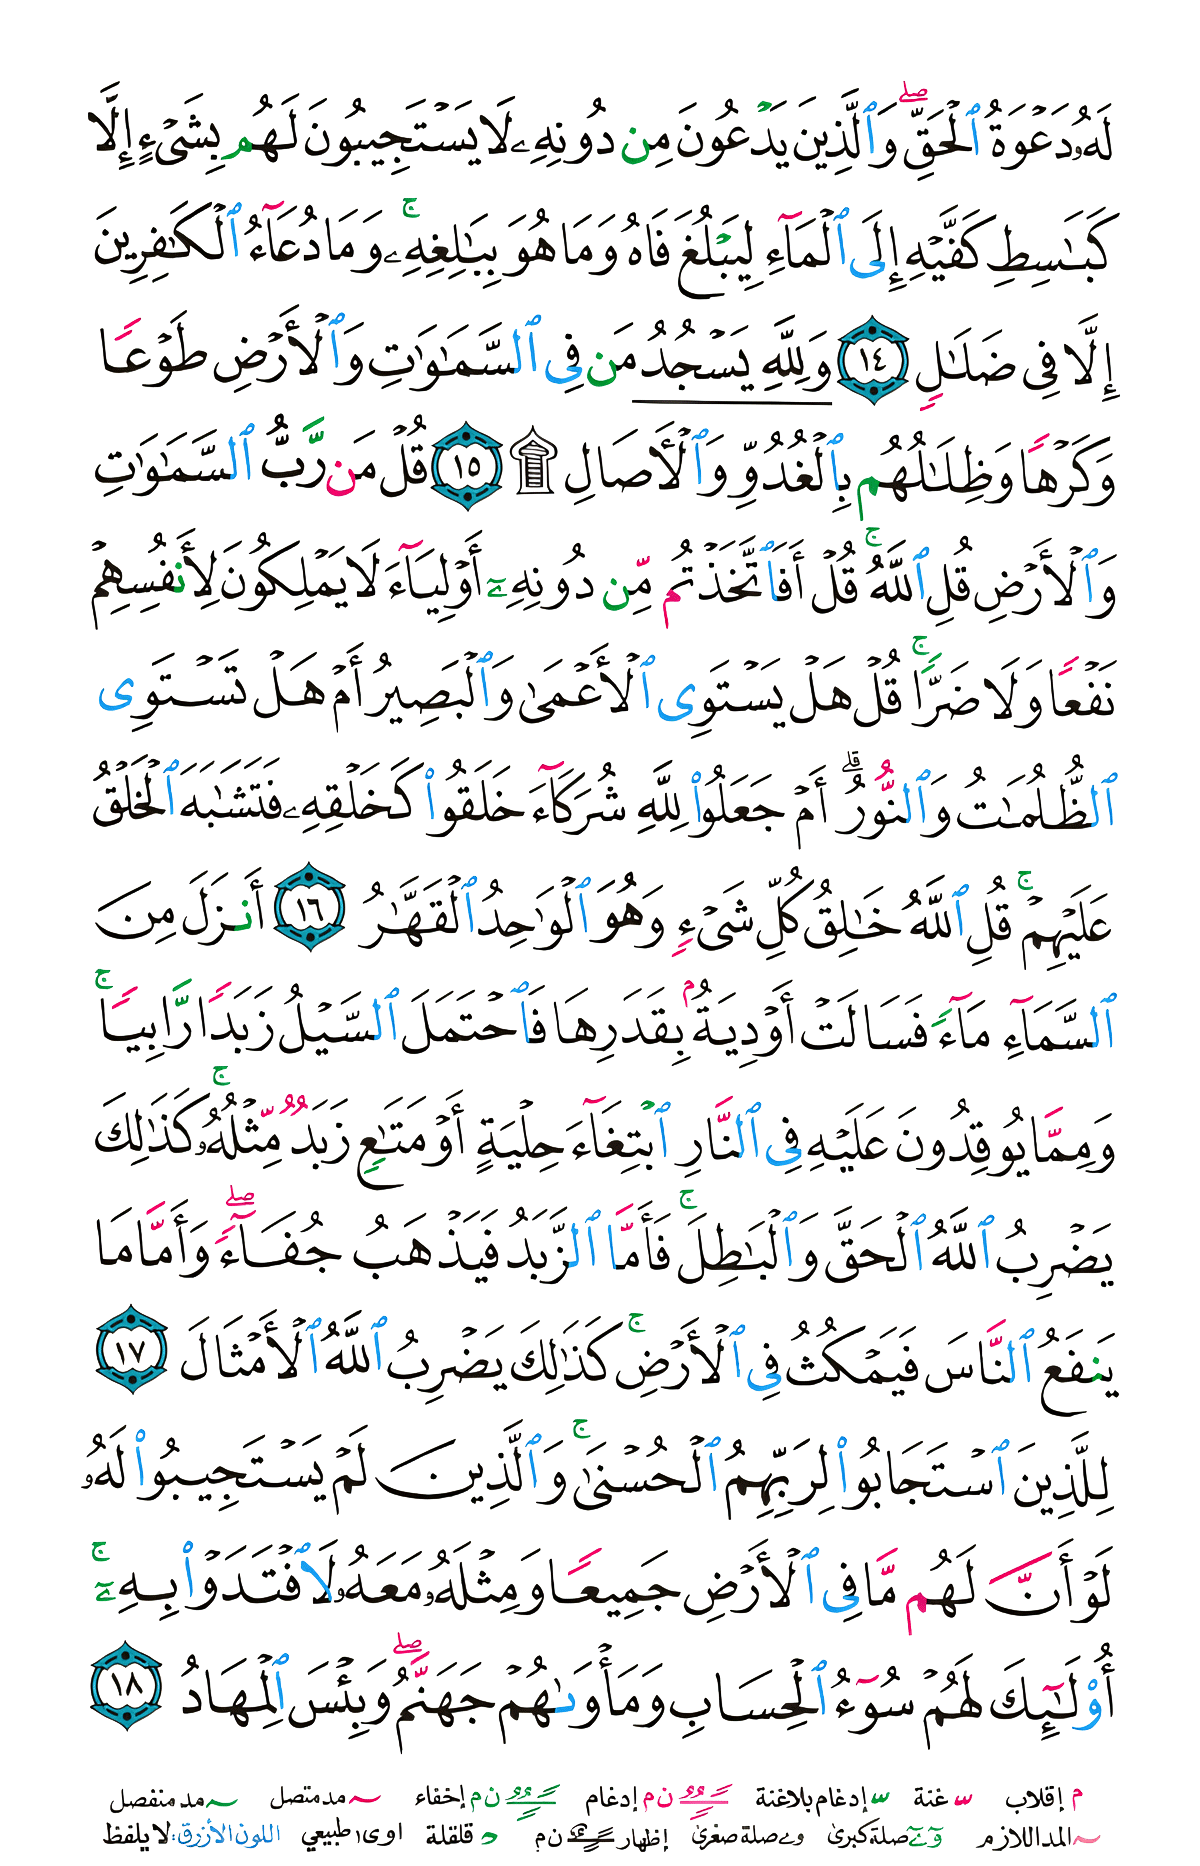 لَهُۥ دَعْوَةُ ٱلْحَقِّ ۖ وَٱلَّذِينَ يَدْعُونَ مِن دُونِهِۦ لَا يَسْتَجِيبُونَ لَهُم بِشَىْءٍ إِلَّا
كَبَٰسِطِ كَفَّيْهِ إِلَى ٱلْمَآءِ لِيَبْلُغَ فَاهُ وَمَا هُوَ بِبَٰلِغِهِۦ ۚ وَمَا دُعَآءُ ٱلْكَٰفِرِينَ
إِلَّا فِى ضَلَٰلٍ ١٤ وَلِلَّهِ يَسْجُدُ مَن فِى ٱلسَّمَٰوَٰتِ وَٱلْأَرْضِ طَوْعًا
وَكَرْهًا وَظِلَٰلُهُم بِٱلْغُدُوِّ وَٱلْأٓصَالِ ۩ ١٥ قُلْ مَن رَّبُّ ٱلسَّمَٰوَٰتِ
وَٱلْأَرْضِ قُلِ ٱللَّهُ ۚ قُلْ أَفَٱتَّخَذْتُم مِّن دُونِهِۦٓ أَوْلِيَآءَ لَا يَمْلِكُونَ لِأَنفُسِهِمْ
نَفْعًا وَلَا ضَرًّا ۚ قُلْ هَلْ يَسْتَوِى ٱلْأَعْمَىٰ وَٱلْبَصِيرُ أَمْ هَلْ تَسْتَوِى
ٱلظُّلُمَٰتُ وَٱلنُّورُ ۗ أَمْ جَعَلُوا۟ لِلَّهِ شُرَكَآءَ خَلَقُوا۟ كَخَلْقِهِۦ فَتَشَٰبَهَ ٱلْخَلْقُ
عَلَيْهِمْ ۚ قُلِ ٱللَّهُ خَٰلِقُ كُلِّ شَىْءٍ وَهُوَ ٱلْوَٰحِدُ ٱلْقَهَّٰرُ ١٦ أَنزَلَ مِنَ
ٱلسَّمَآءِ مَآءً فَسَالَتْ أَوْدِيَةٌۢ بِقَدَرِهَا فَٱحْتَمَلَ ٱلسَّيْلُ زَبَدًا رَّابِيًا ۚ
وَمِمَّا يُوقِدُونَ عَلَيْهِ فِى ٱلنَّارِ ٱبْتِغَآءَ حِلْيَةٍ أَوْ مَتَٰعٍ زَبَدٌ مِّثْلُهُۥ ۚ كَذَٰلِكَ
يَضْرِبُ ٱللَّهُ ٱلْحَقَّ وَٱلْبَٰطِلَ ۚ فَأَمَّا ٱلزَّبَدُ فَيَذْهَبُ جُفَآءً ۖ وَأَمَّا مَا
يَنفَعُ ٱلنَّاسَ فَيَمْكُثُ فِى ٱلْأَرْضِ ۚ كَذَٰلِكَ يَضْرِبُ ٱللَّهُ ٱلْأَمْثَالَ ١٧
لِلَّذِينَ ٱسْتَجَابُوا۟ لِرَبِّهِمُ ٱلْحُسْنَىٰ ۚ وَٱلَّذِينَ لَمْ يَسْتَجِيبُوا۟ لَهُۥ
لَوْ أَنَّ لَهُم مَّا فِى ٱلْأَرْضِ جَمِيعًا وَمِثْلَهُۥ مَعَهُۥ لَٱفْتَدَوْا۟ بِهِۦٓ ۚ
أُو۟لَٰٓئِكَ لَهُمْ سُوٓءُ ٱلْحِسَابِ وَمَأْوَىٰهُمْ جَهَنَّمُ ۖ وَبِئْسَ ٱلْمِهَادُ ١٨
م إقلاب غنة إدغام بلاغنة ن م إدغام ن م إخفاء مد متصل مد منفصل
المد اللازم صلة كبرى وے صلة صغرى إظهار ن م قلقلة اوى طبيعي اللون الأزرق: لا يلفظ